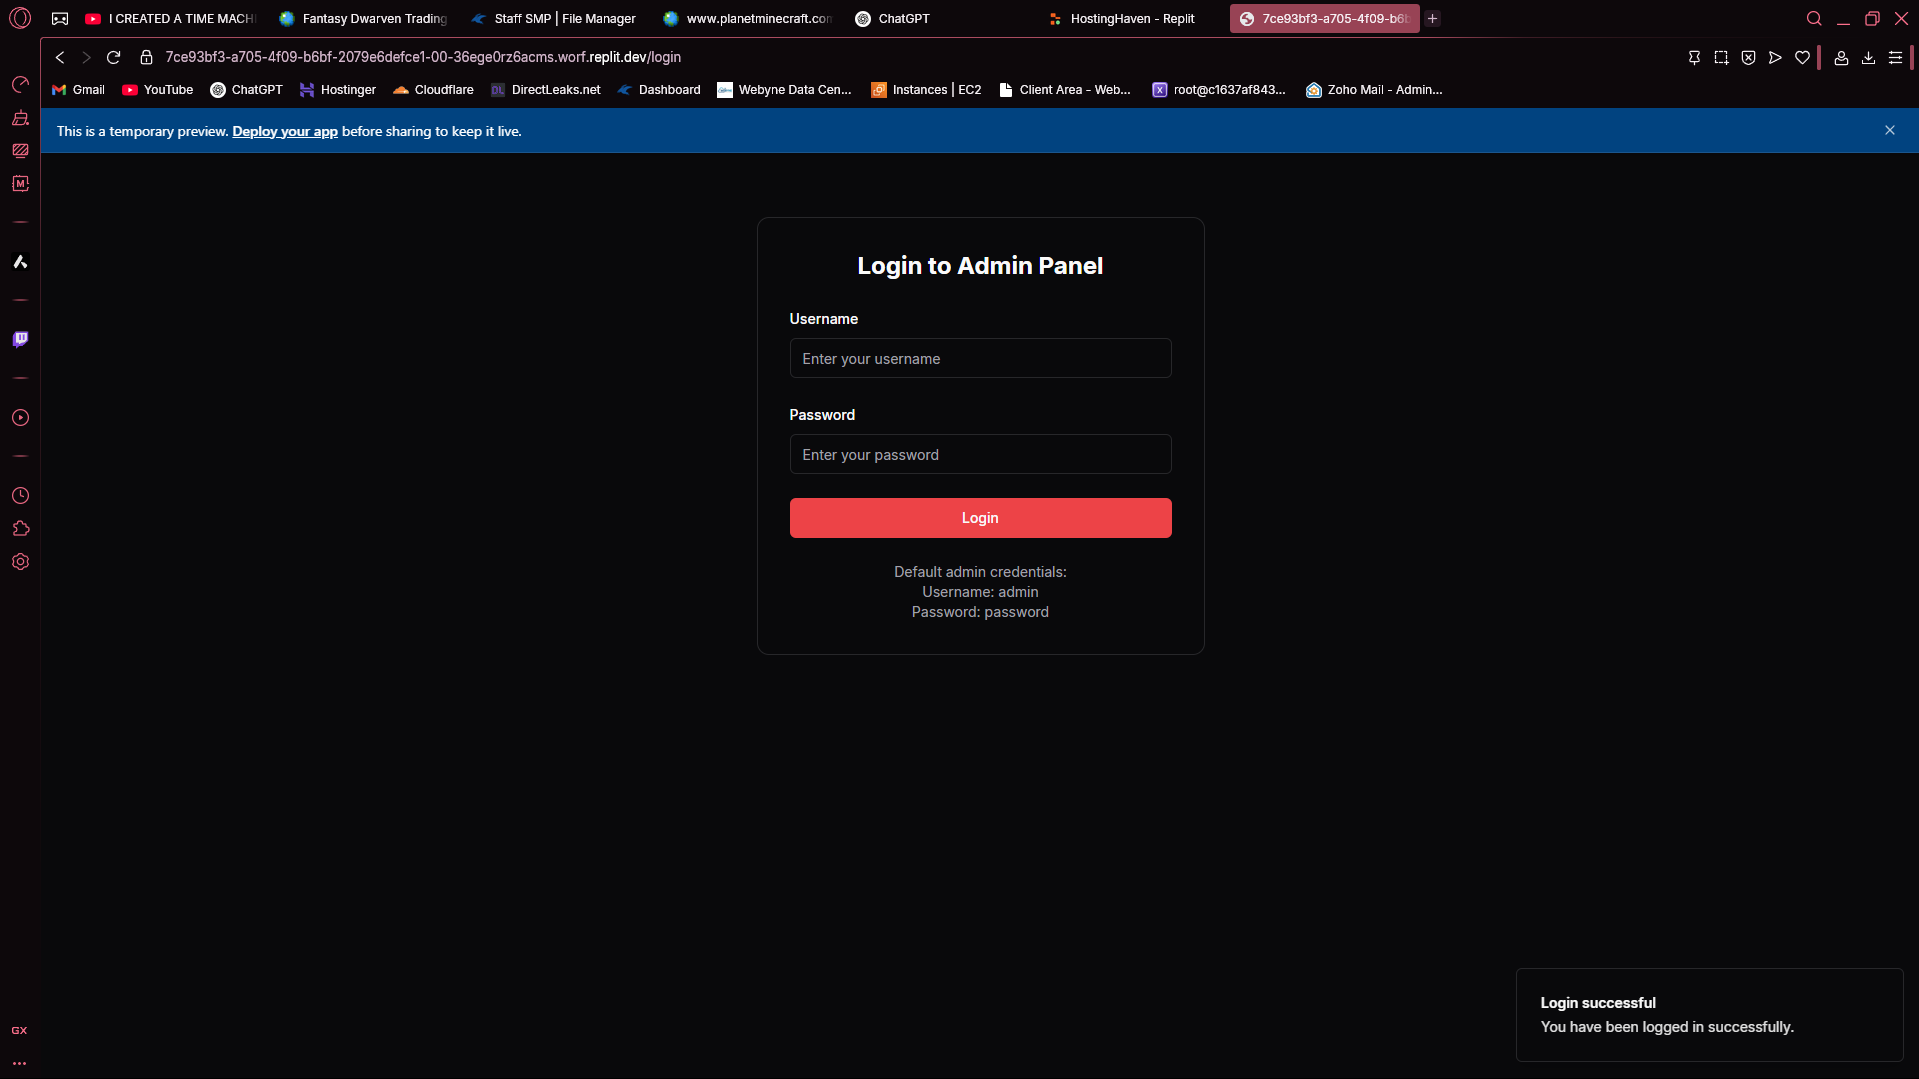 I CREATED A TIME MACH
Fantasy Dwarven Trading
Staff SMP | File Manager
www.planetminecraft.com
ChatGPT
HostingHaven - Replit
7ce93bf3-a705-4f09-b6b
7ce93bf3-a705-4f09-b6bf-2079e6defce1-00-36ege0rz6acms.worf.replit.dev/login
Gmail
YouTube
ChatGPT
Hostinger
Cloudflare
DL
DirectLeaks.net
Dashboard
Webyne Data Cen...
Instances | EC2
Client Area - Web...
root@c1637af843...
Zoho Mail - Admin...
This is a temporary preview. Deploy your app before sharing to keep it live.
M
Login to Admin Panel
Username
Enter your username
Password
Enter your password
Login
Default admin credentials:
Username: admin
Password: password
Login successful
You have been logged in successfully.
GX